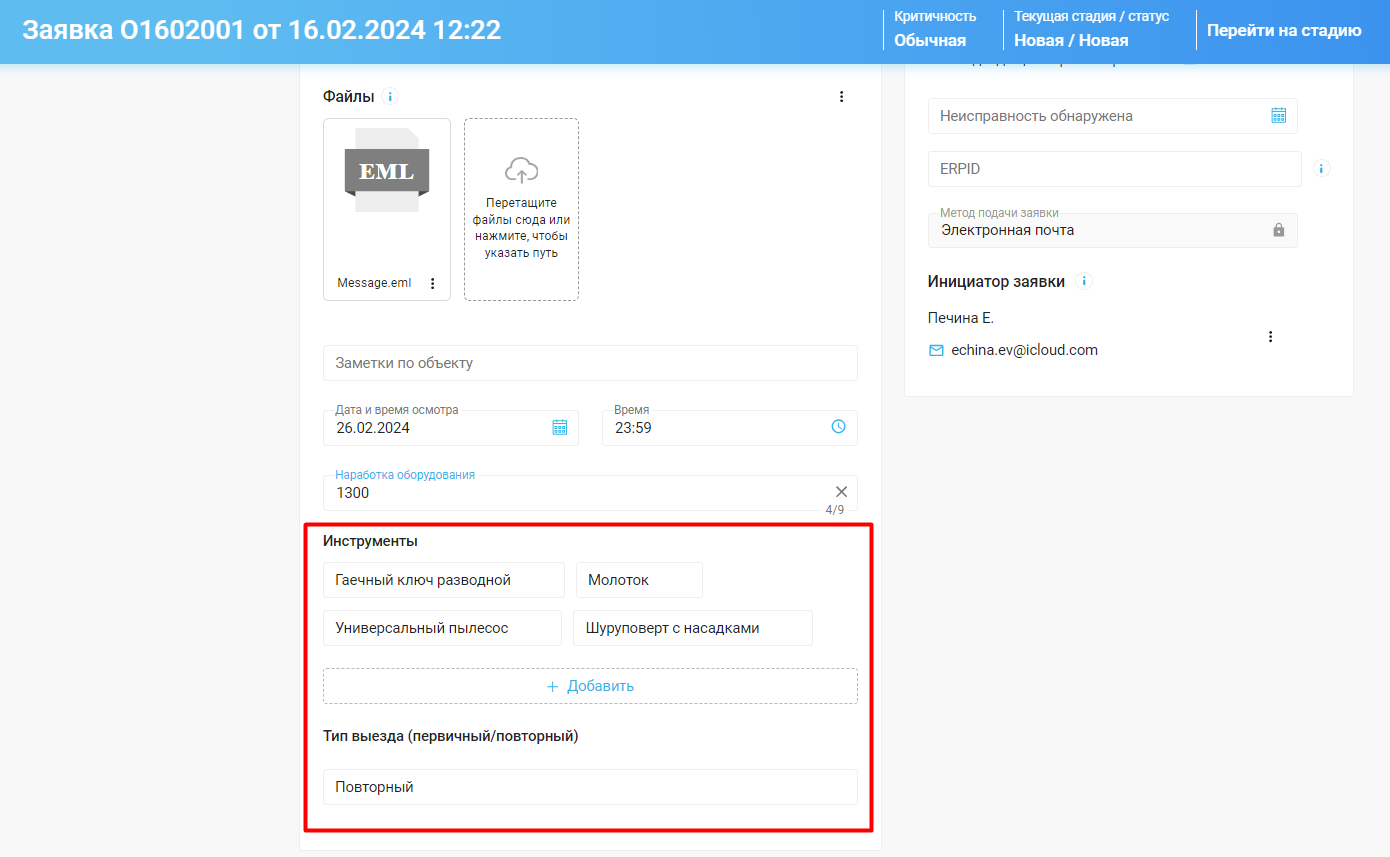 Заявка O1602001 от 16.02.2024 12:22
Критичность
Обычная
Текущая стадия / статус
Новая / Новая
Перейти на стадию
Файлы
EML
Message.eml
Перетащите
файлы сюда или
нажмите, чтобы
указать путь
Заметки по объекту
Дата и время осмотра
26.02.2024
Время
23:59
Наработка оборудования
1300
4/9
Инструменты
Гаечный ключ разводной
Молоток
Универсальный пылесос
Шуруповерт с насадками
+ Добавить
Тип выезда (первичный/повторный)
Повторный
Неисправность обнаружена
ERPID
Метод подачи заявки
Электронная почта
Инициатор заявки
Печина Е.
echina.ev@icloud.com